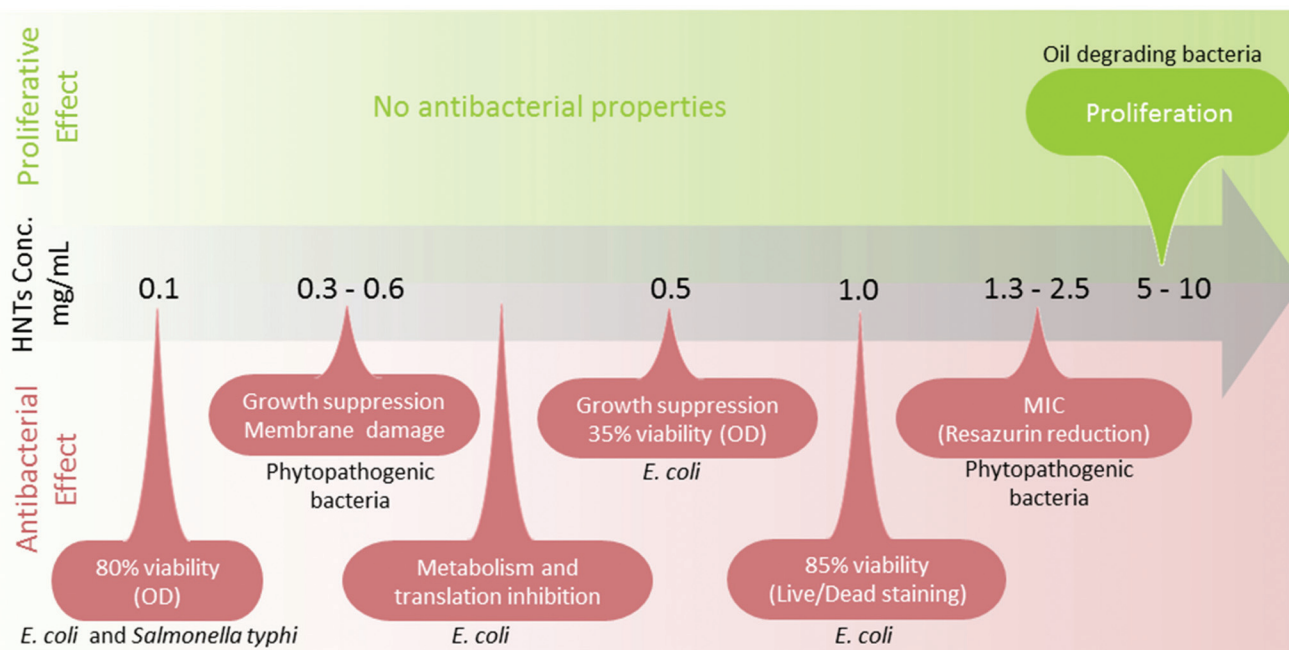 Proliferative
Effect
No antibacterial properties
Oil degrading bacteria
Proliferation
HNTs Conc.
mg/mL
0.1
0.3 - 0.6
0.5
1.0
1.3 - 2.5
5 - 10
Antibacterial
Effect
Growth suppression
Membrane damage
Phytopathogenic
bacteria
Growth suppression
35% viability (OD)
E. coli
MIC
(Resazurin reduction)
Phytopathogenic
bacteria
80% viability
(OD)
E. coli and Salmonella typhi
Metabolism and
translation inhibition
E. coli
85% viability
(Live/Dead staining)
E. coli